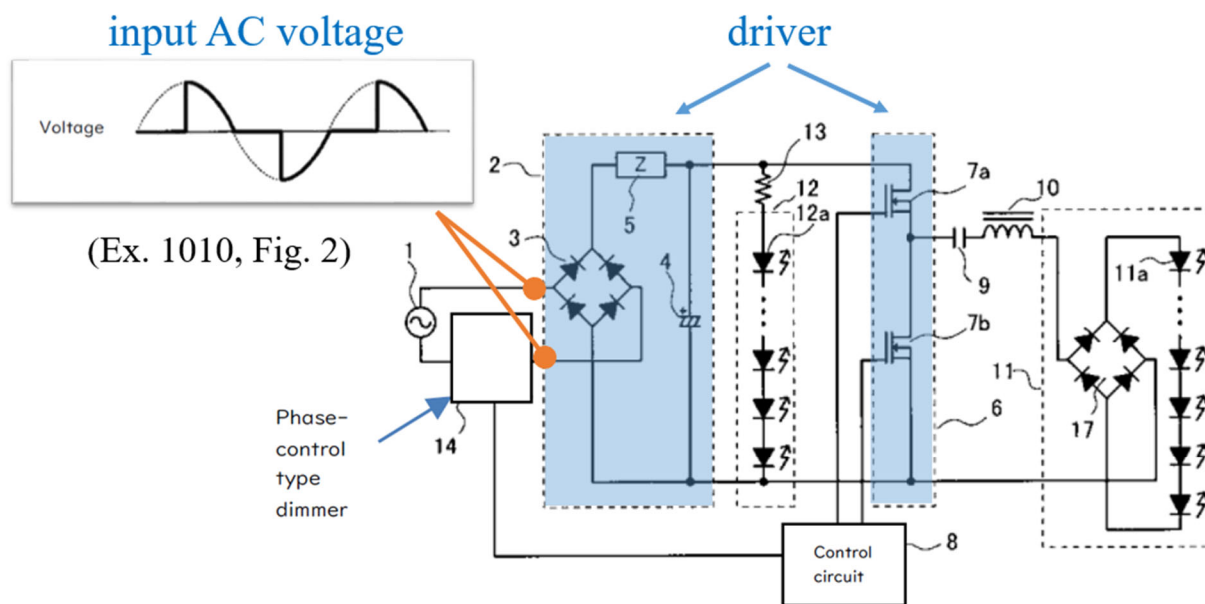 input AC voltage
driver
Voltage
(Ex. 1010, Fig. 2)
1
2
3
Z
5
4
13
12
12a
7a
10
9
11a
7b
11
17
6
14
Phase-
control
type
dimmer
Control
circuit
8